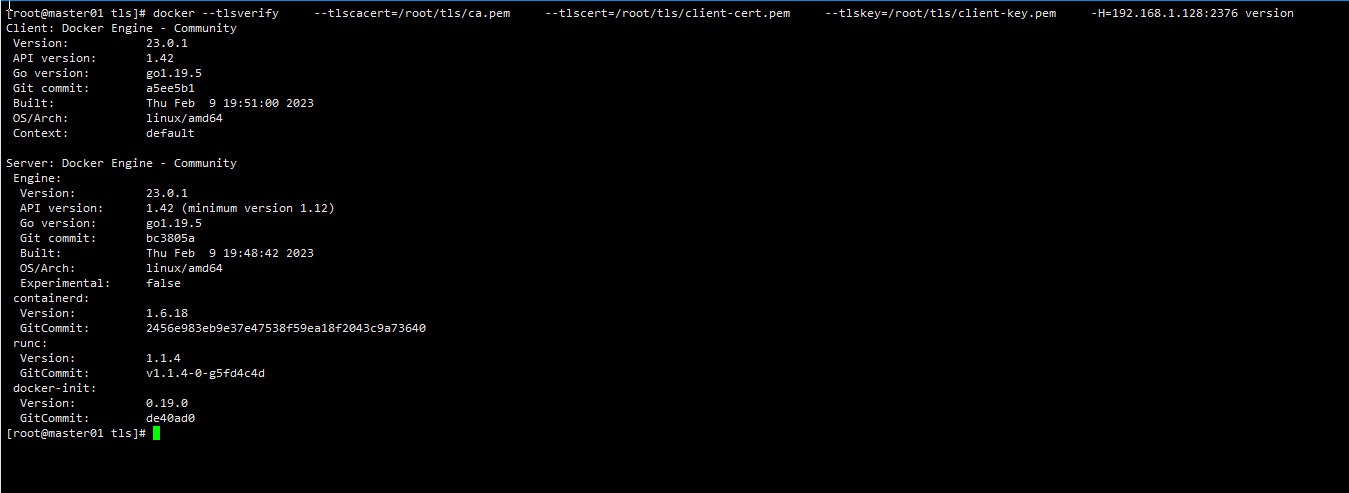 [root@master01 tls]# docker --tlsverify     --tlscacert=/root/tls/ca.pem     --tlscert=/root/tls/client-cert.pem     --tlskey=/root/tls/client-key.pem     -H=192.168.1.128:2376 version
Client: Docker Engine - Community
 Version:           23.0.1
 API version:       1.42
 Go version:        go1.19.5
 Git commit:        a5ee5b1
 Built:             Thu Feb  9 19:51:00 2023
 OS/Arch:           linux/amd64
 Context:           default

Server: Docker Engine - Community
 Engine:
  Version:          23.0.1
  API version:      1.42 (minimum version 1.12)
  Go version:       go1.19.5
  Git commit:       bc3805a
  Built:            Thu Feb  9 19:48:42 2023
  OS/Arch:          linux/amd64
  Experimental:     false
 containerd:
  Version:          1.6.18
  GitCommit:        2456e983eb9e37e47538f59ea18f2043c9a73640
 runc:
  Version:          1.1.4
  GitCommit:        v1.1.4-0-g5fd4c4d
 docker-init:
  Version:          0.19.0
  GitCommit:        de40ad0
[root@master01 tls]#